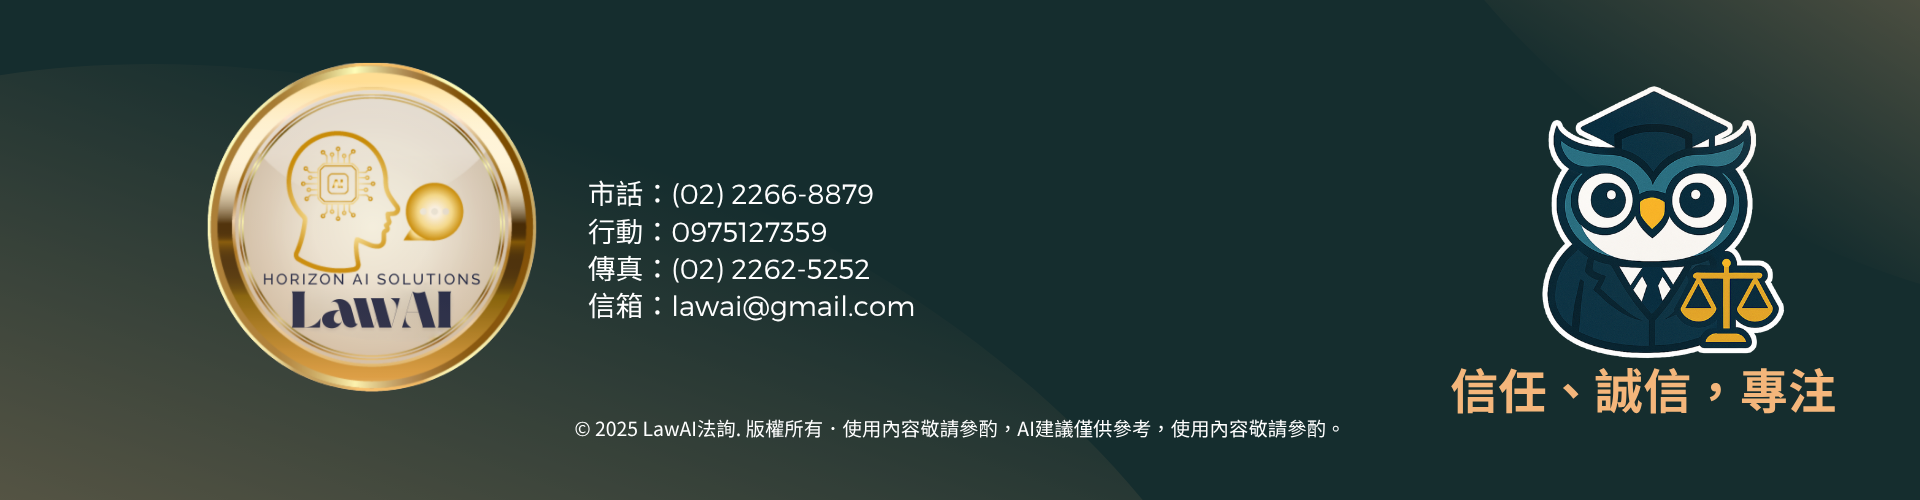 HORIZON AI SOLUTIONS
LawAI
市話：(02) 2266-8879
行動：0975127359
傳真：(02) 2262-5252
信箱：lawai@gmail.com
信任、誠信，專注
© 2025 LawAI法詢. 版權所有．使用內容敬請參酌，AI建議僅供參考，使用內容敬請參酌。